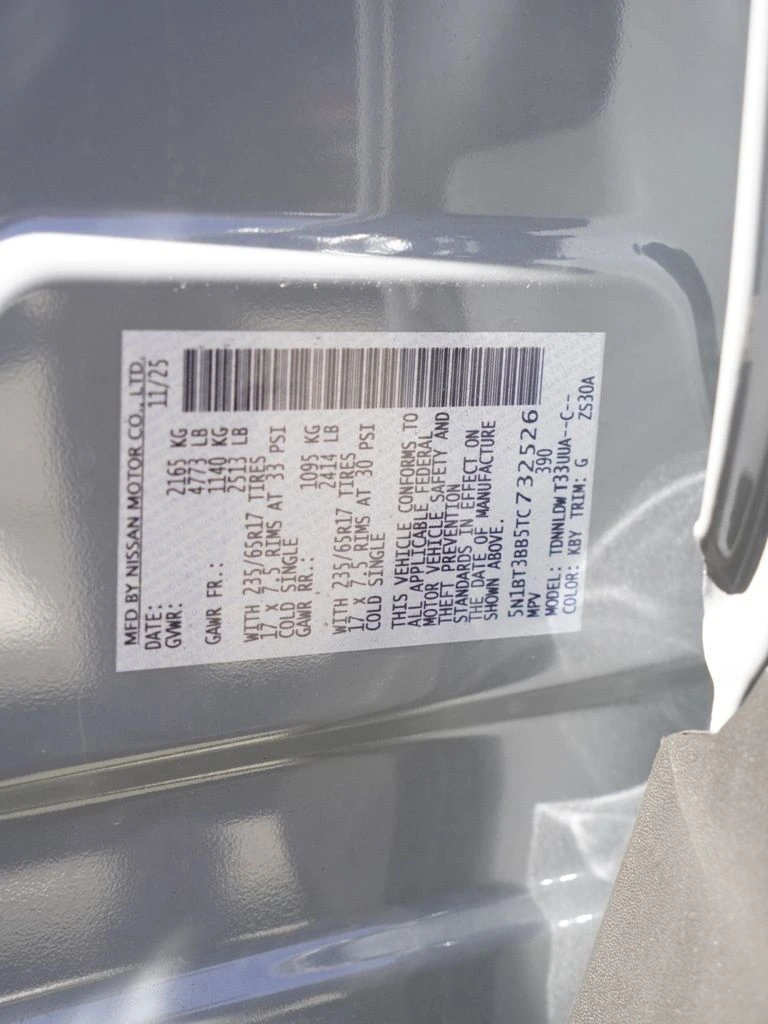 MFD BY NISSAN MOTOR CO., LTD.
DATE: 11/25
GVWR: 2165 KG
4773 LB
GAWR FR.: 1140 KG
2513 LB
WITH 235/65R17 TIRES
17 X 7.5 RIMS AT 33 PSI
COLD SINGLE
GAWR RR.: 1095 KG
2414 LB
WITH 235/65R17 TIRES
17 X 7.5 RIMS AT 30 PSI
COLD SINGLE
THIS VEHICLE CONFORMS TO
ALL APPLICABLE FEDERAL
MOTOR VEHICLE SAFETY AND
THEFT PREVENTION
STANDARDS IN EFFECT ON
THE DATE OF MANUFACTURE
SHOWN ABOVE.
5N1BT3BB5TC732526
MPV 390
MODEL: TDNNLDW T33UUA--C--
COLOR: KBY TRIM: G ZS30A